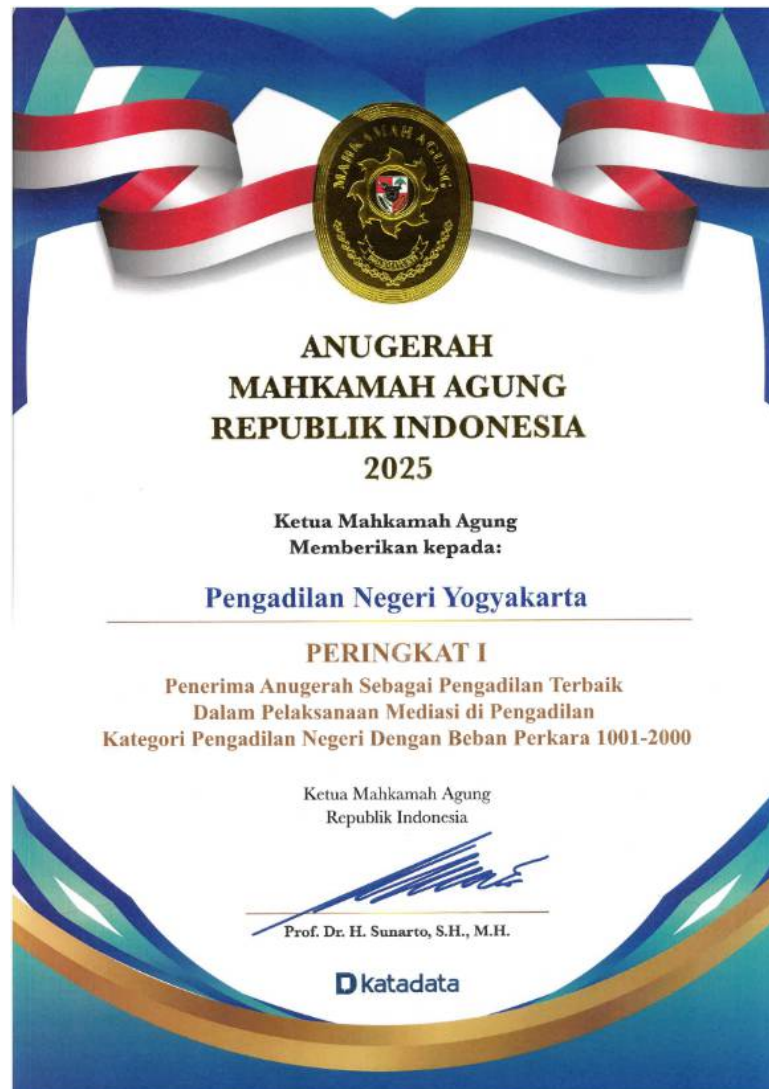 MAHKAMAH AGUNG
ANUGERAH
MAHKAMAH AGUNG
REPUBLIK INDONESIA
2025
Ketua Mahkamah Agung
Memberikan kepada:
Pengadilan Negeri Yogyakarta
PERINGKAT I
Penerima Anugerah Sebagai Pengadilan Terbaik
Dalam Pelaksanaan Mediasi di Pengadilan
Kategori Pengadilan Negeri Dengan Beban Perkara 1001-2000
Ketua Mahkamah Agung
Republik Indonesia
Prof. Dr. H. Sunarto, S.H., M.H.
katadata